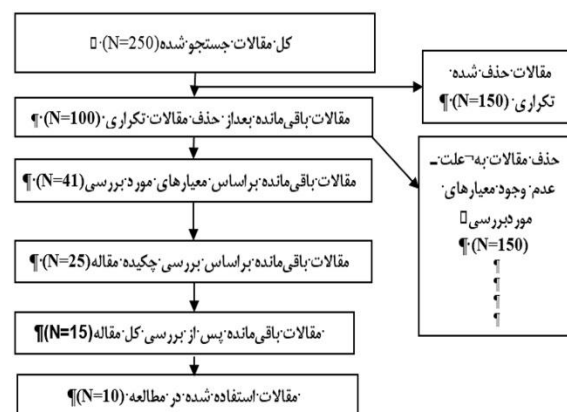 کل مقالات جستجو شده(N=250)
مقالات حذف شده
تکراری (N=150) ¶
مقالات باقی‌مانده بعداز حذف مقالات تکراری (N=100) ¶
حذف مقالات به¬علت
عدم وجود معیارهای
موردبررسی
(N=150) ¶
¶
¶
¶
¶
مقالات باقی‌مانده براساس معیارهای مورد بررسی(N=41) ¶
مقالات باقی‌مانده براساس بررسی چکیده مقاله (N=25) ¶
مقالات باقی‌مانده پس از بررسی کل مقاله (N=15)¶
مقالات استفاده شده در مطالعه (N=10)¶